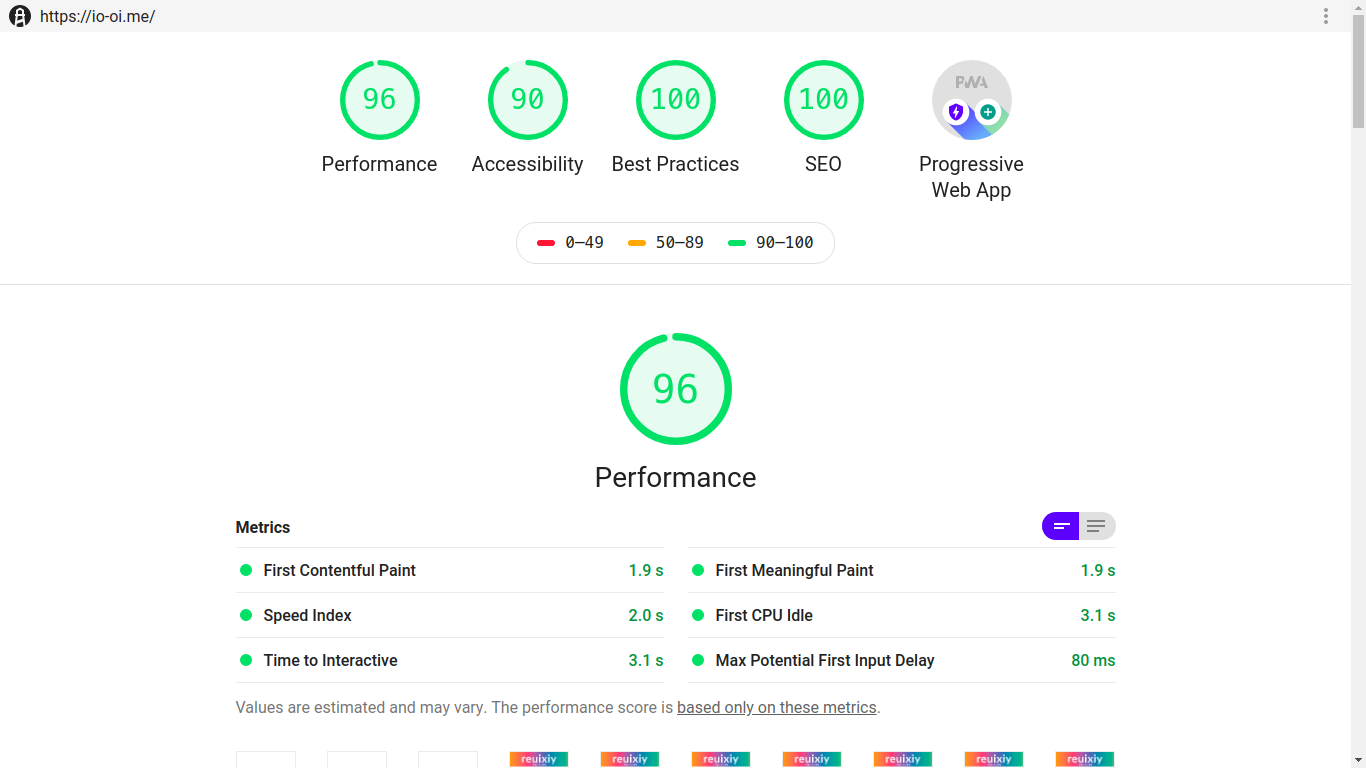 https://io-oi.me/
96
90
100
100
PWA
Performance
Accessibility
Best Practices
SEO
Progressive
Web App
0–49
50–89
90–100
96
Performance
Metrics
First Contentful Paint 1.9 s
First Meaningful Paint 1.9 s
Speed Index 2.0 s
First CPU Idle 3.1 s
Time to Interactive 3.1 s
Max Potential First Input Delay 80 ms
Values are estimated and may vary. The performance score is based only on these metrics.
reuixiy reuixiy reuixiy reuixiy reuixiy reuixiy reuixiy